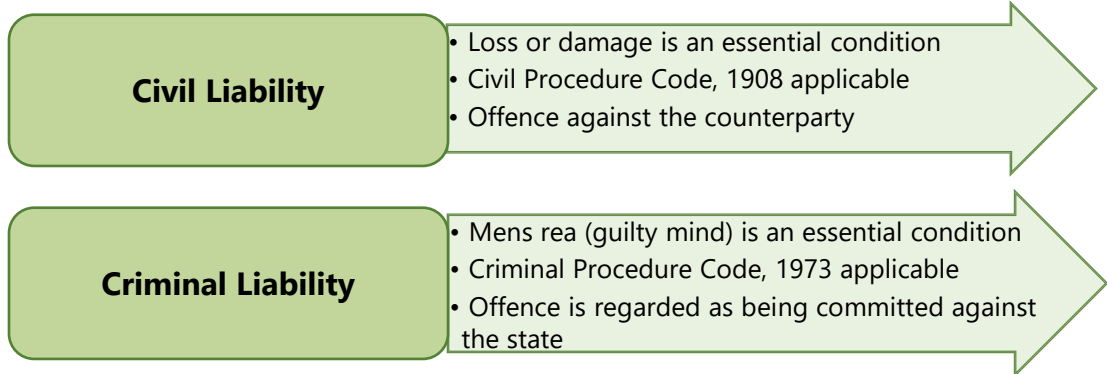 Civil Liability
• Loss or damage is an essential condition
• Civil Procedure Code, 1908 applicable
• Offence against the counterparty
Criminal Liability
• Mens rea (guilty mind) is an essential condition
• Criminal Procedure Code, 1973 applicable
• Offence is regarded as being committed against
the state